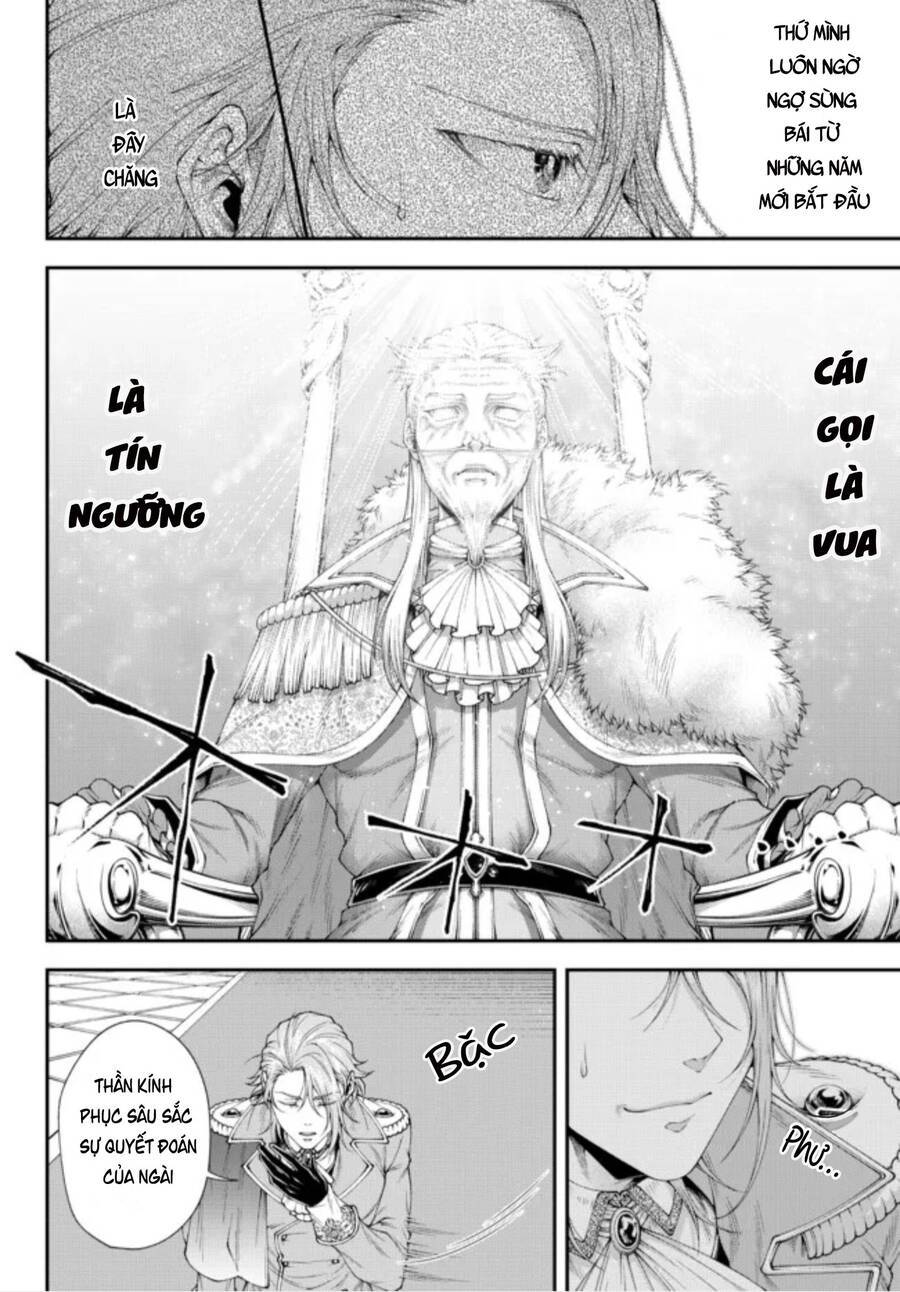 THỨ MÌNH
LUÔN NGỜ
NGỢ SÙNG
BÁI TỪ
NHỮNG NĂM
MỚI BẮT ĐẦU
LÀ
ĐÂY
CHĂNG
CÁI
GỌI
LÀ
VUA
LÀ
TÍN
NGƯỠNG
Phư...
BẶC
THẦN KÍNH
PHỤC SÂU SẮC
SỰ QUYẾT ĐOÁN
CỦA NGÀI